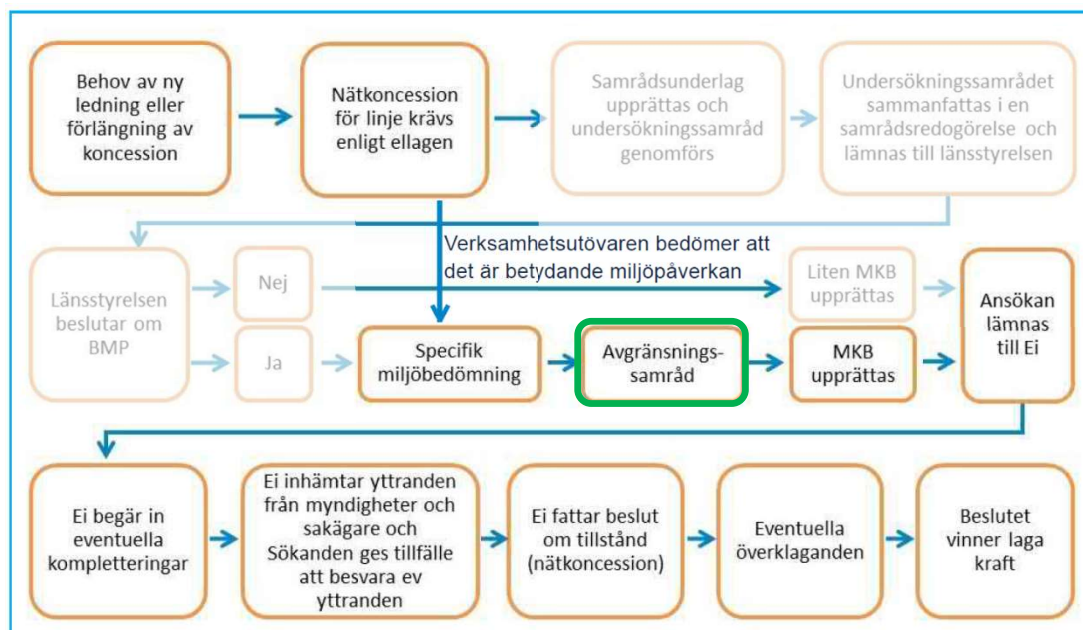 Behov av ny
ledning eller
förlängning av
koncession
Nätkoncession
för linje krävs
enligt ellagen
Samrådsunderlag
upprättas och
undersökningssamråd
genomförs
Undersökningssamrådet
sammanfattas i en
samrådsredogörelse och
lämnas till länsstyrelsen
Verksamhetsutövaren bedömer att
det är betydande miljöpåverkan
Länsstyrelsen
beslutar om
BMP
Nej
Ja
Liten MKB
upprättas
Specifik
miljöbedömning
Avgränsnings-
samråd
MKB
upprättas
Ansökan
lämnas
till Ei
Ei begär in
eventuella
kompletteringar
Ei inhämtar yttranden
från myndigheter och
sakägare och
Sökanden ges tillfälle
att besvara ev
yttranden
Ei fattar beslut
om tillstånd
(nätkoncession)
Eventuella
överklaganden
Beslutet
vinner laga
kraft